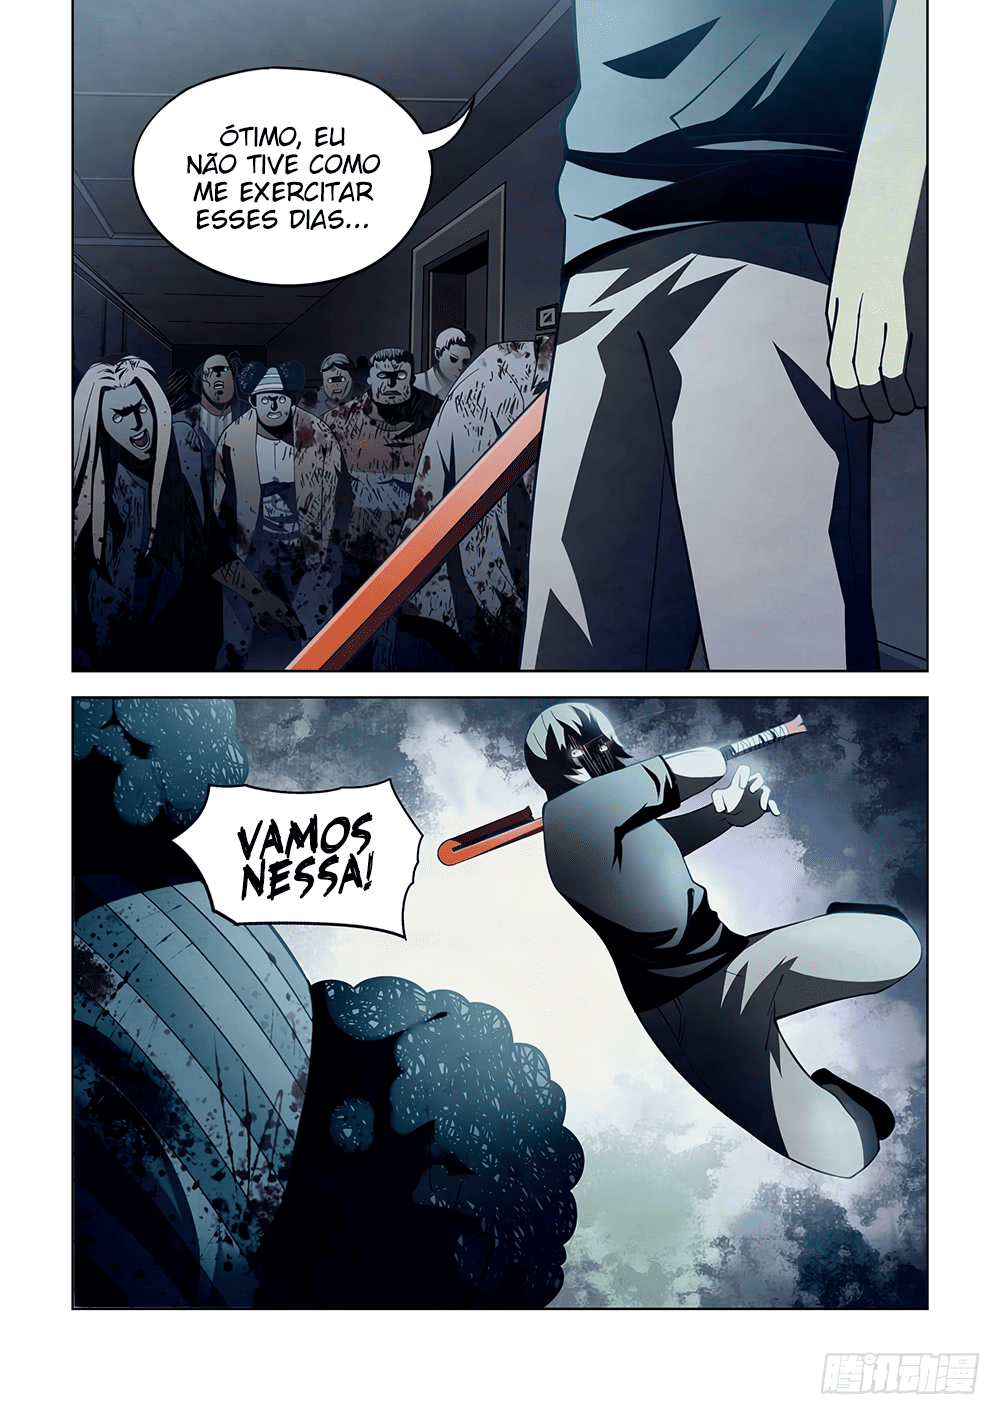 ÓTIMO, EU
NÃO TIVE COMO
ME EXERCITAR
ESSES DIAS...
VAMOS
NESSA!
腾讯动漫